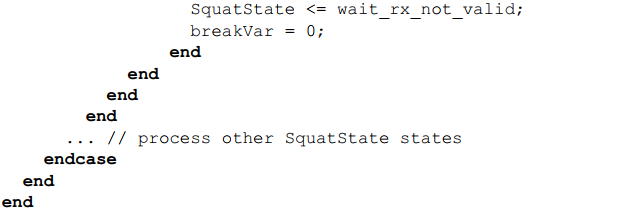 SquatState <= wait_rx_not_valid;
breakVar = 0;
end
end
end
end
... // process other SquatState states
endcase
end
end